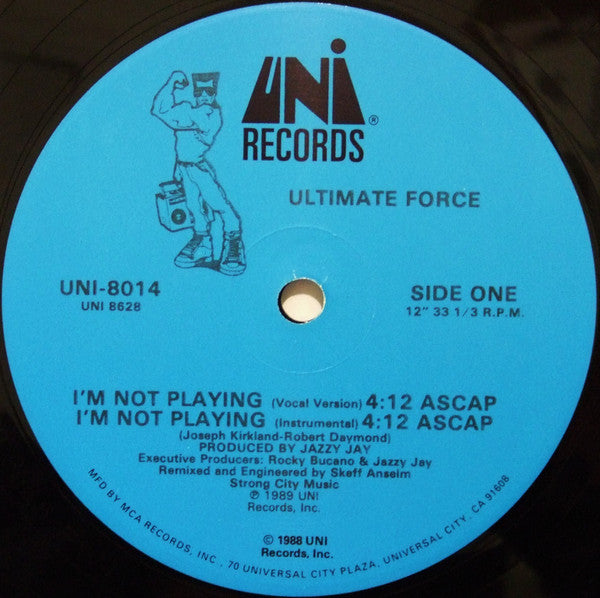 UNI
RECORDS®
ULTIMATE FORCE
UNI-8014
UNI 8628
SIDE ONE
12" 33 1/3 R.P.M.
I'M NOT PLAYING (Vocal Version) 4:12 ASCAP
I'M NOT PLAYING (Instrumental) 4:12 ASCAP
(Joseph Kirkland-Robert Daymond)
PRODUCED BY JAZZY JAY
Executive Producers: Rocky Bucano & Jazzy Jay
Remixed and Engineered by Skeff Anselm
Strong City Music
℗ 1989 UNI
Records, Inc.
© 1988 UNI
Records, Inc.
MFD BY MCA RECORDS, INC., 70 UNIVERSAL CITY PLAZA, UNIVERSAL CITY, CA 91608